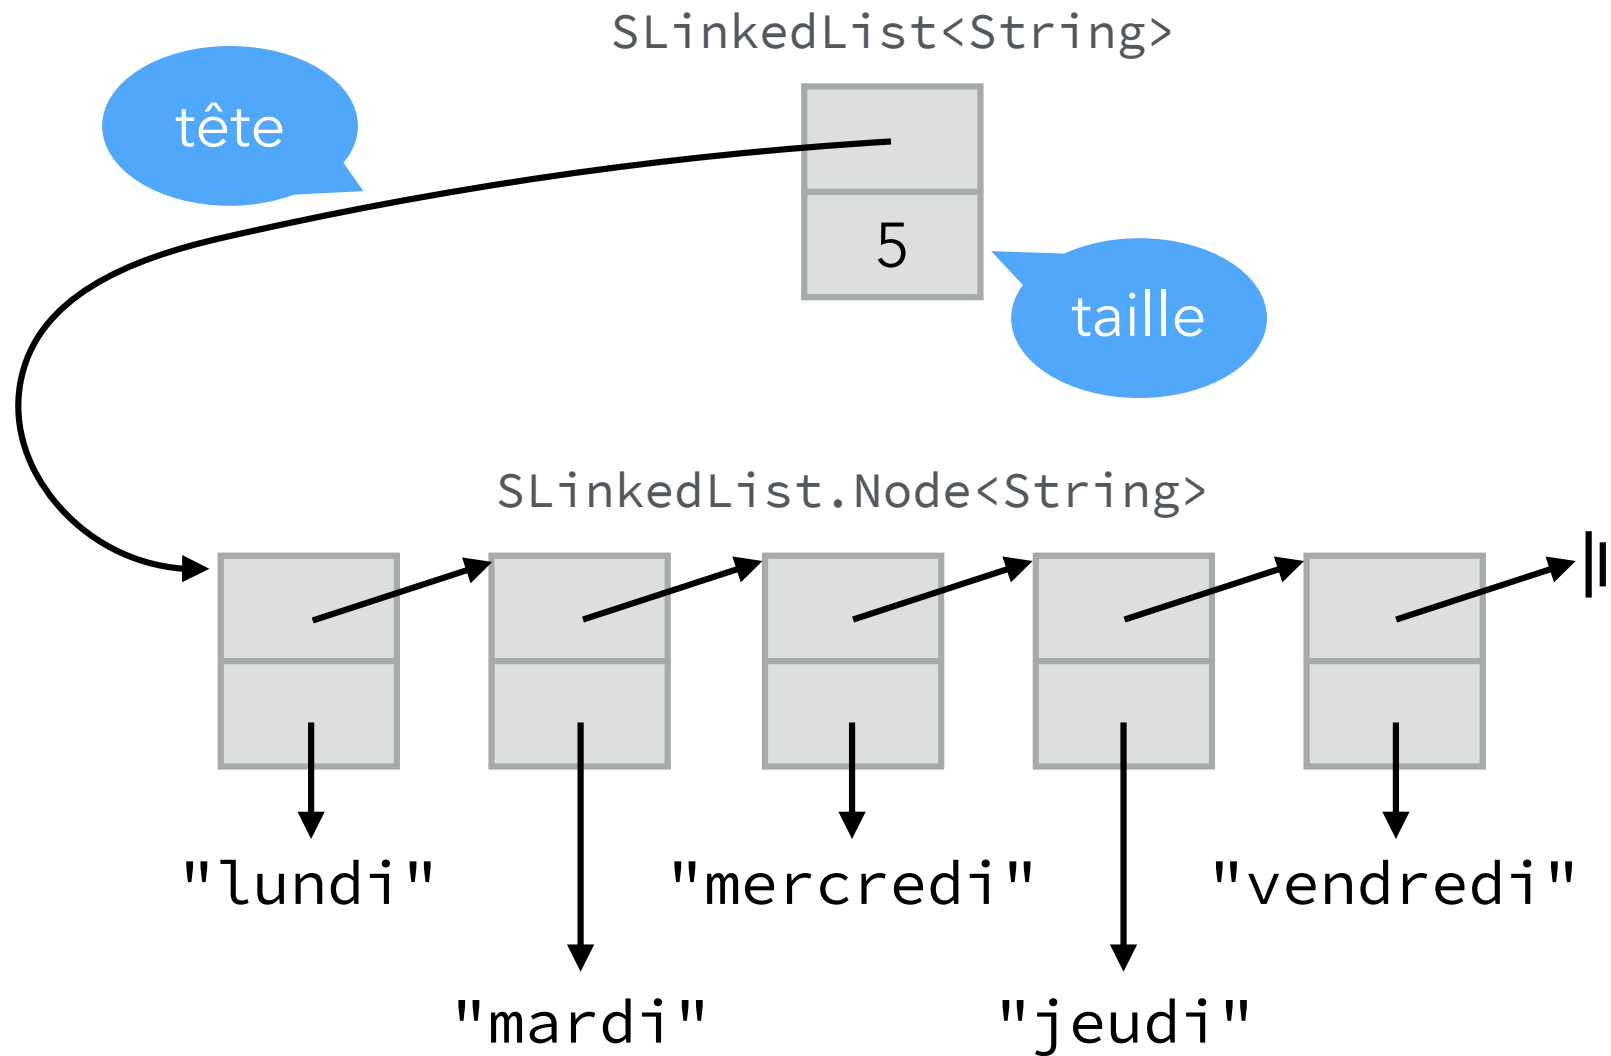 SLinkedList<String>
tête
5
taille
SLinkedList.Node<String>
"lundi"
"mercredi"
"vendredi"
"mardi"
"jeudi"